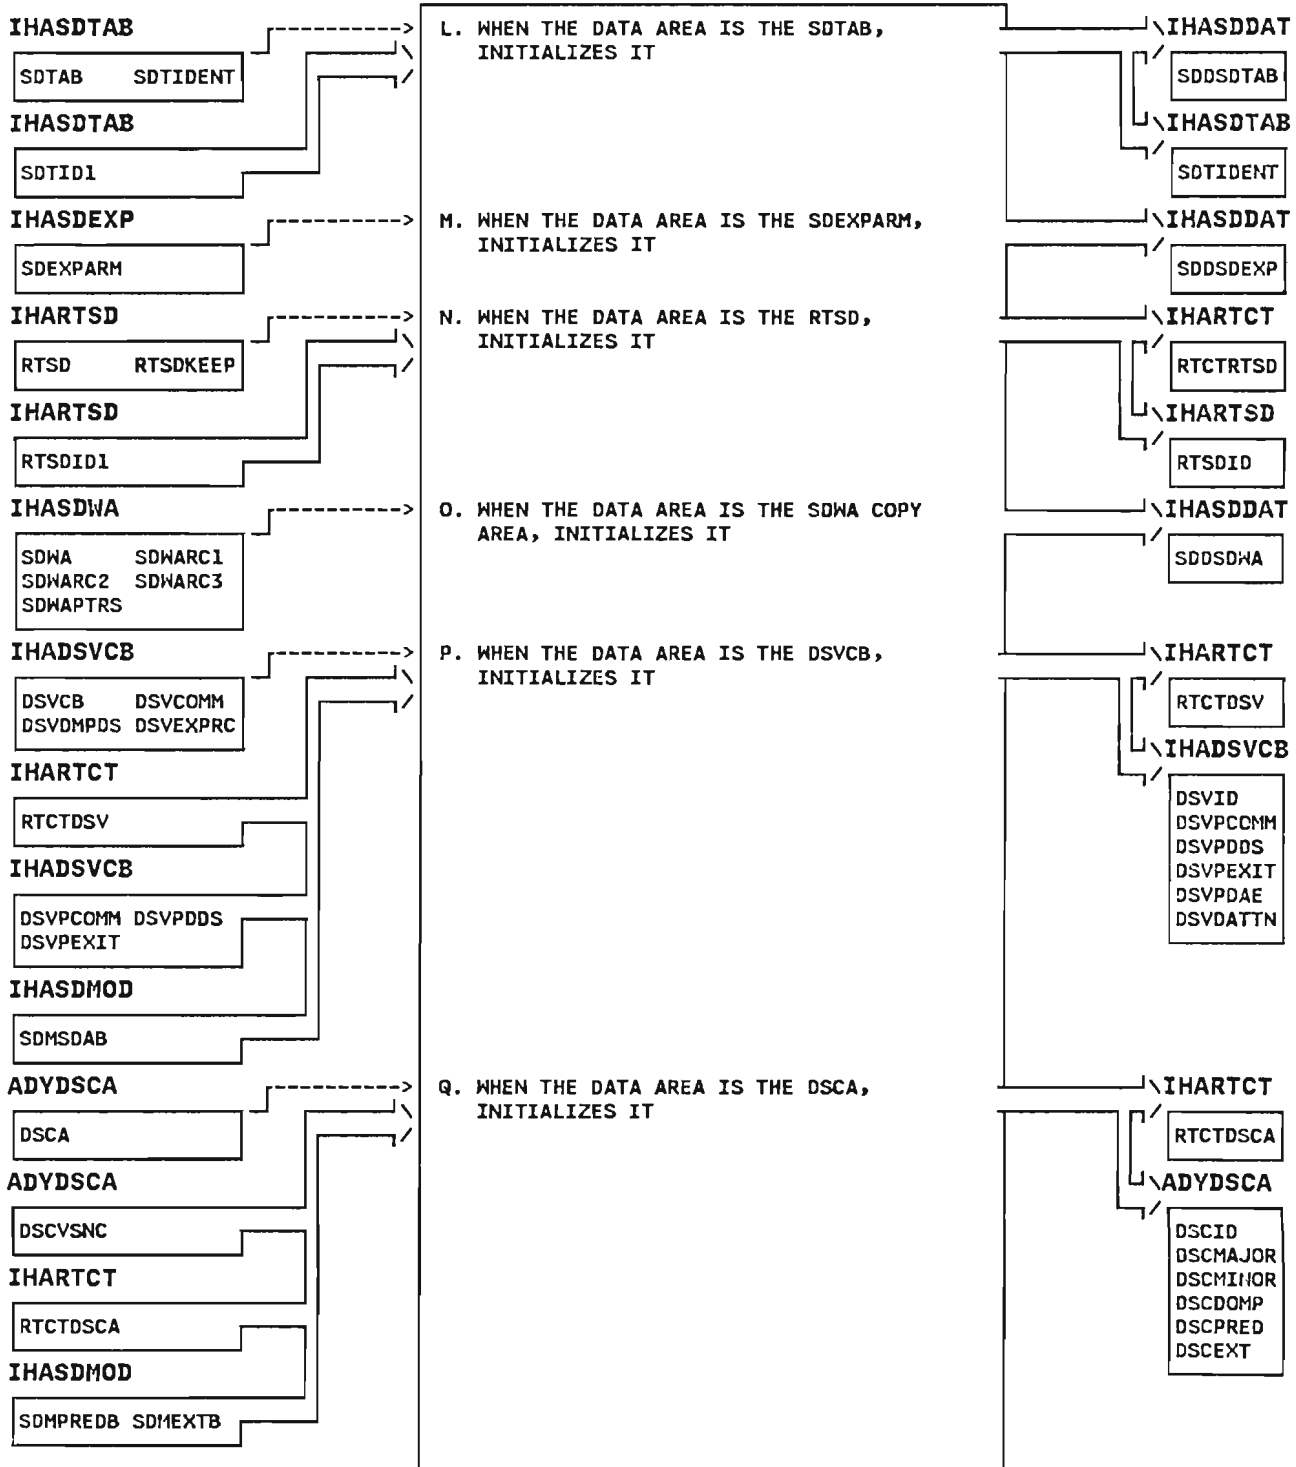 IHASDTAB
SDTAB SDTIDENT
IHASDTAB
SDTID1
L. WHEN THE DATA AREA IS THE SDTAB,
INITIALIZES IT
IHASDDAT
SDDSDTAB
IHASDTAB
SDTIDENT
IHASDEXP
SDEXPARM
M. WHEN THE DATA AREA IS THE SDEXPARM,
INITIALIZES IT
IHASDDAT
SDDSDEXP
IHARTSD
RTSD RTSDKEEP
IHARTSD
RTSDID1
N. WHEN THE DATA AREA IS THE RTSD,
INITIALIZES IT
IHARTCT
RTCTRTSD
IHARTSD
RTSDID
IHASDWA
SDWA SDWARC1
SDWARC2 SDWARC3
SDWAPTRS
O. WHEN THE DATA AREA IS THE SDWA COPY
AREA, INITIALIZES IT
IHASDDAT
SDDSDWA
IHADSVCB
DSVCB DSVCOMM
DSVDMPDS DSVEXPRC
IHARTCT
RTCTDSV
IHADSVCB
DSVPCOMM DSVPDDS
DSVPEXIT
IHASDMOD
SDMSDAB
P. WHEN THE DATA AREA IS THE DSVCB,
INITIALIZES IT
IHARTCT
RTCTDSV
IHADSVCB
DSVID
DSVPCOMM
DSVPDDS
DSVPEXIT
DSVPDAE
DSVDATTN
ADYDSCA
DSCA
ADYDSCA
DSCVSNC
IHARTCT
RTCTDSCA
IHASDMOD
SDMPREDB SDMEXTB
Q. WHEN THE DATA AREA IS THE DSCA,
INITIALIZES IT
IHARTCT
RTCTDSCA
ADYDSCA
DSCID
DSCMAJOR
DSCMINOR
DSCDOMP
DSCPRED
DSCEXT